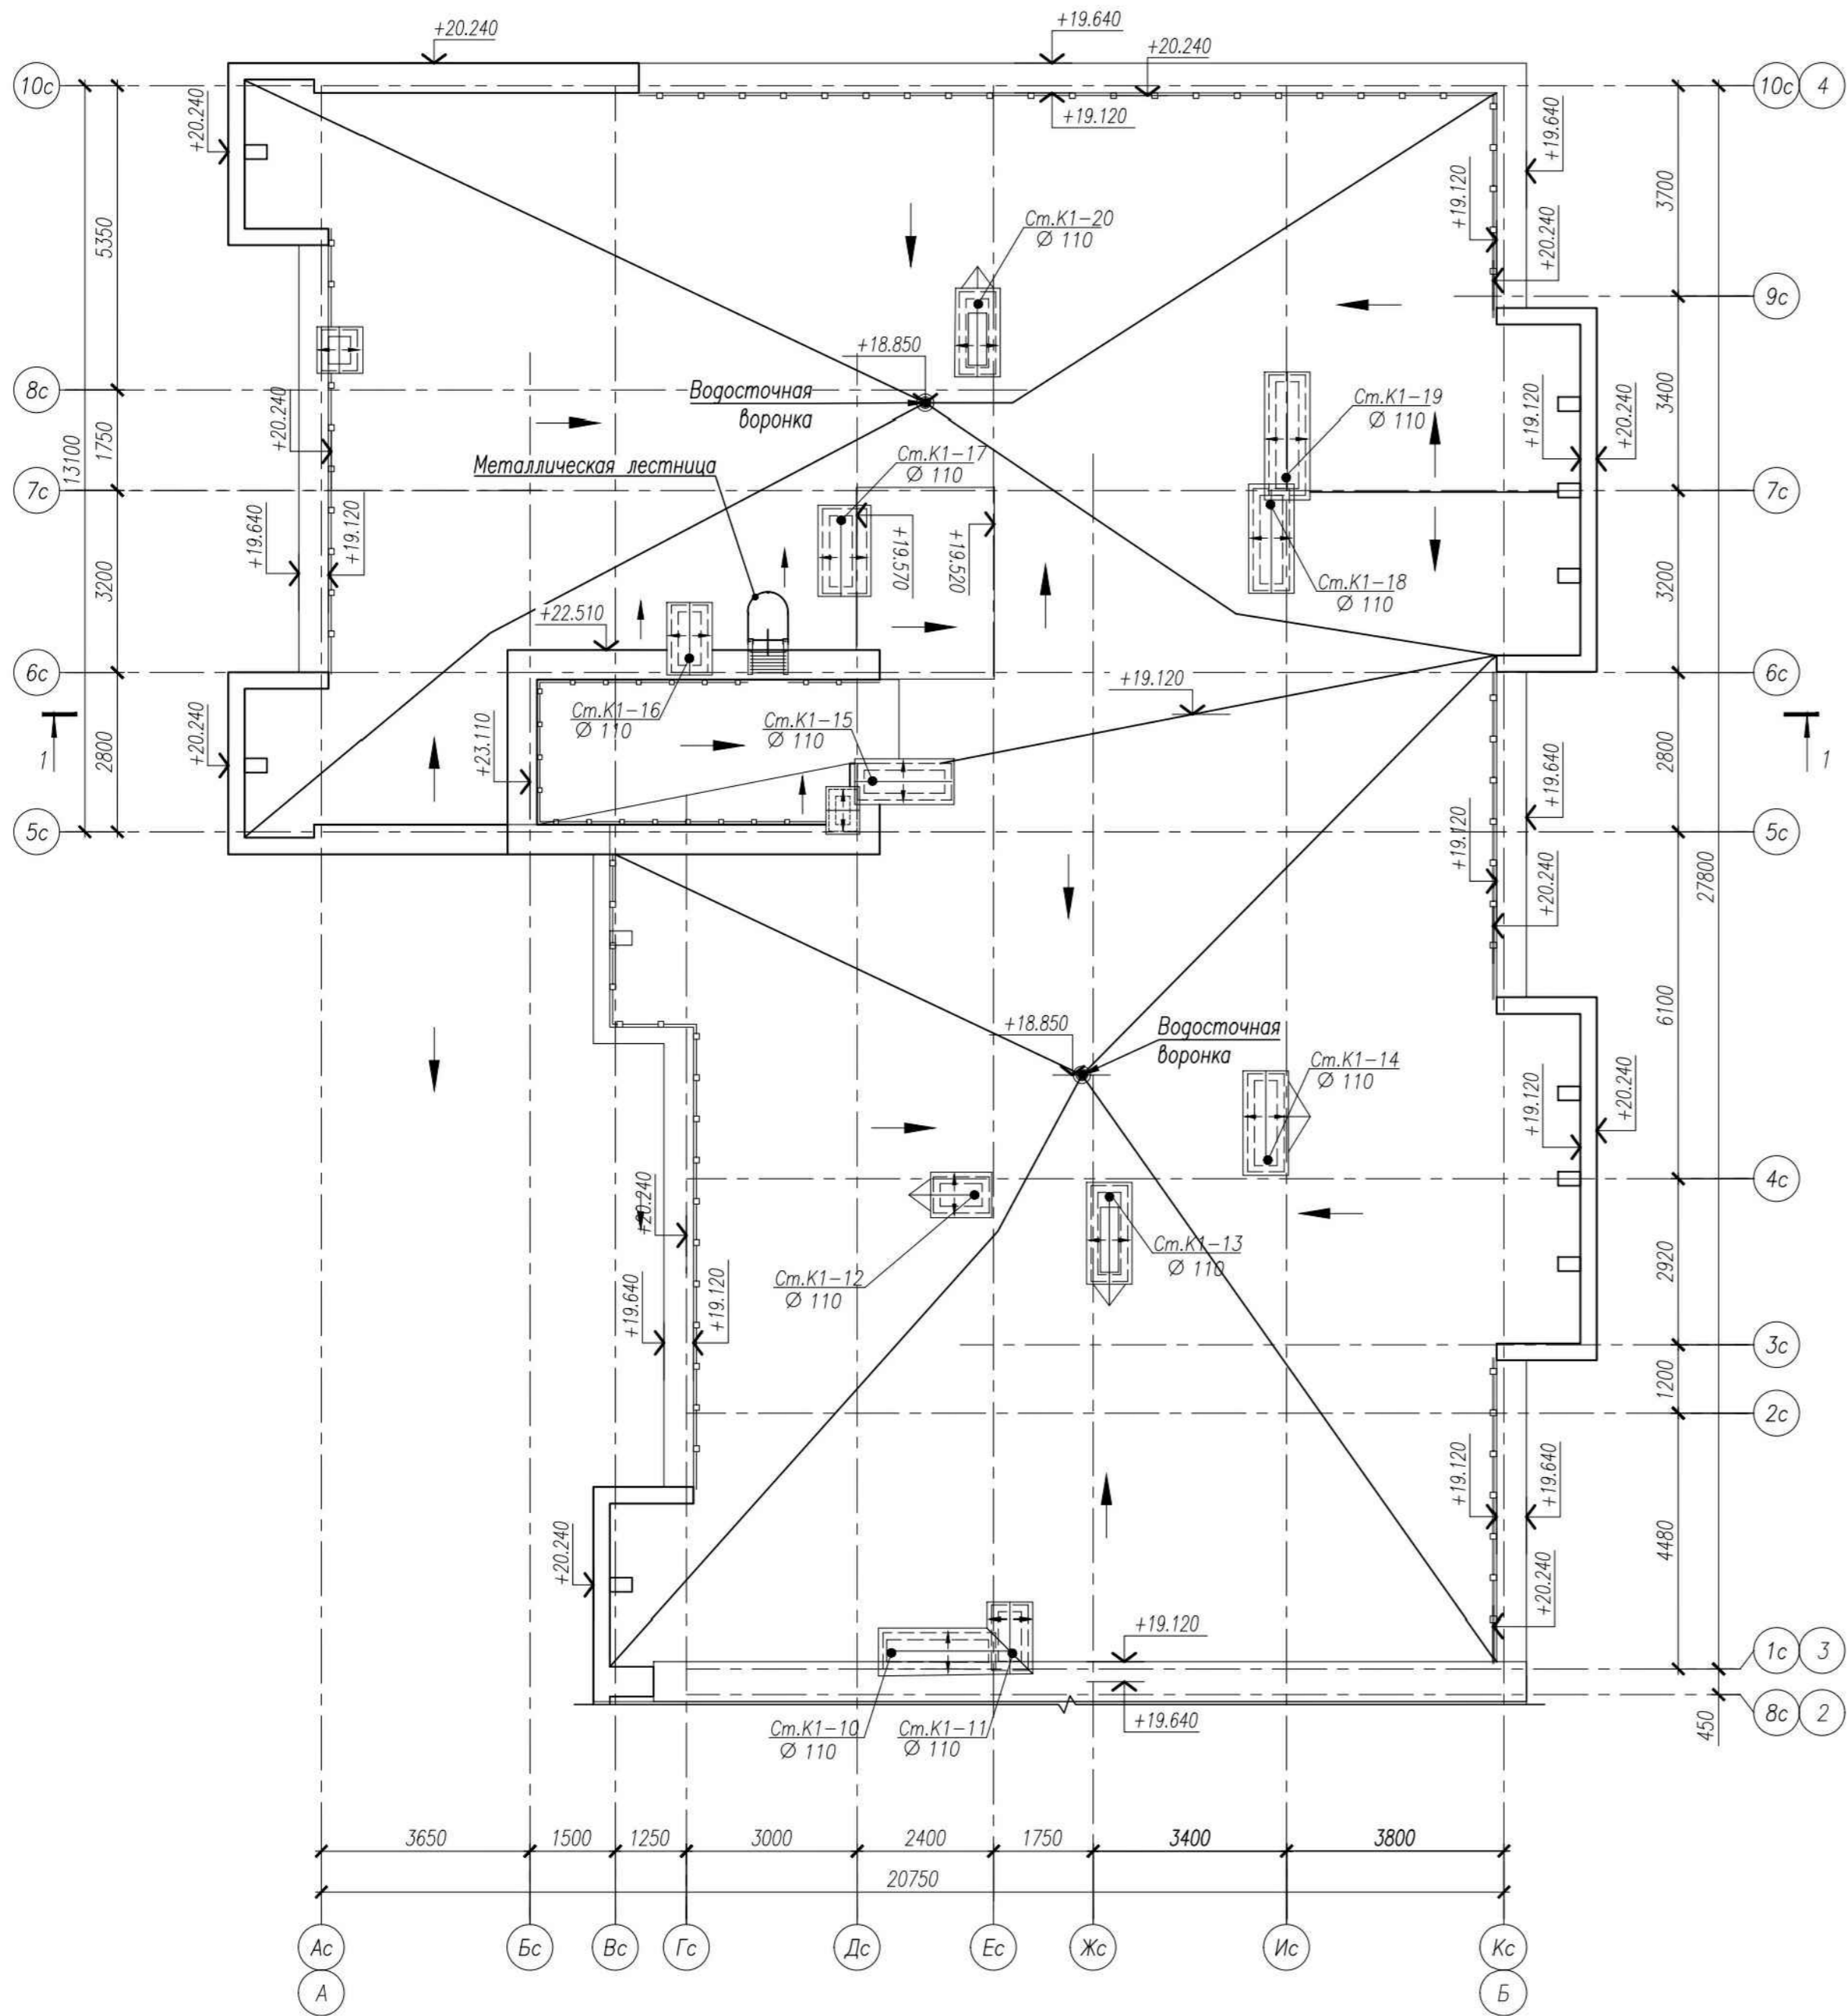 +20.240
+19.640
+20.240
10с
10с
4
+19.120
+20.240
+19.640
+19.120
3700
5350
Ст.К1-20
Ø 110
+20.240
9с
+18.850
8с
Водосточная
воронка
Ст.К1-19
Ø 110
3400
+19.120
+20.240
+20.240
1750
13100
Ст.К1-17
Ø 110
Металлическая лестница
7с
7с
+19.640
+19.120
+19.570
+19.520
3200
3200
Ст.К1-18
Ø 110
+22.510
6с
6с
+19.120
Ст.К1-16
Ø 110
Ст.К1-15
Ø 110
+20.240
+23.110
1
1
2800
2800
+19.640
5с
5с
+19.120
27800
+20.240
+18.850
Водосточная
воронка
6100
Ст.К1-14
Ø 110
+19.120
+20.240
4с
+20.240
Ст.К1-13
Ø 110
Ст.К1-12
Ø 110
+19.640
+19.120
2920
3с
1200
2с
+19.120
+19.640
4480
+20.240
+20.240
+19.120
1с
3
+19.640
Ст.К1-10
Ø 110
Ст.К1-11
Ø 110
450
8с
2
3650
1500
1250
3000
2400
1750
3400
3800
20750
Ас
Бс
Вс
Гс
Дс
Ес
Жс
Ис
Кс
А
Б